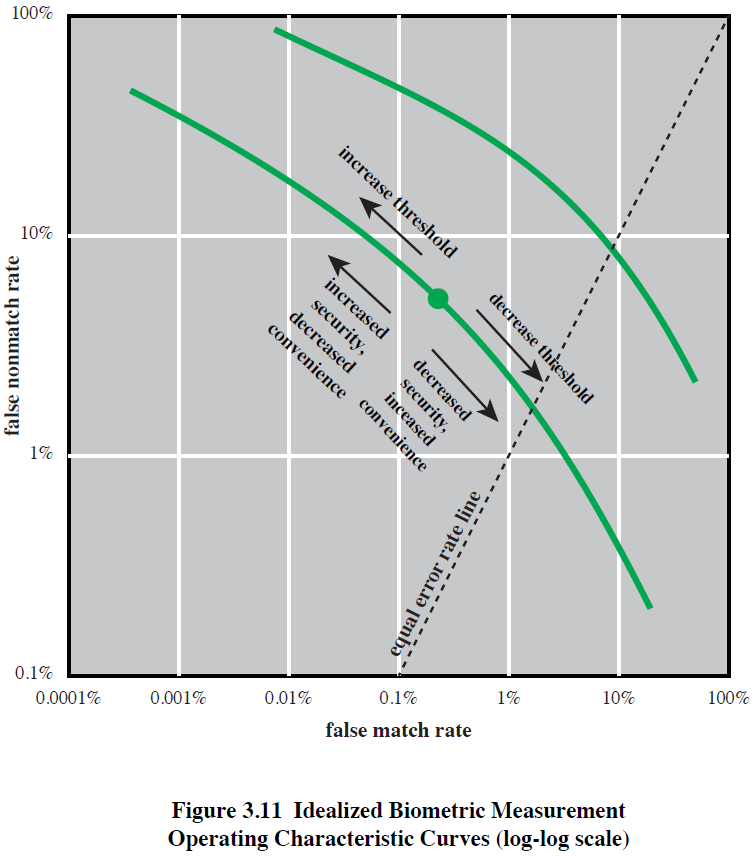 100%
10%
1%
0.1%
false nonmatch rate
increase threshold
increased
security,
decreased
convenience
decrease threshold
decreased
security,
inceased
convenience
equal error rate line
0.0001%
0.001%
0.01%
0.1%
1%
10%
100%
false match rate
Figure 3.11 Idealized Biometric Measurement
Operating Characteristic Curves (log-log scale)